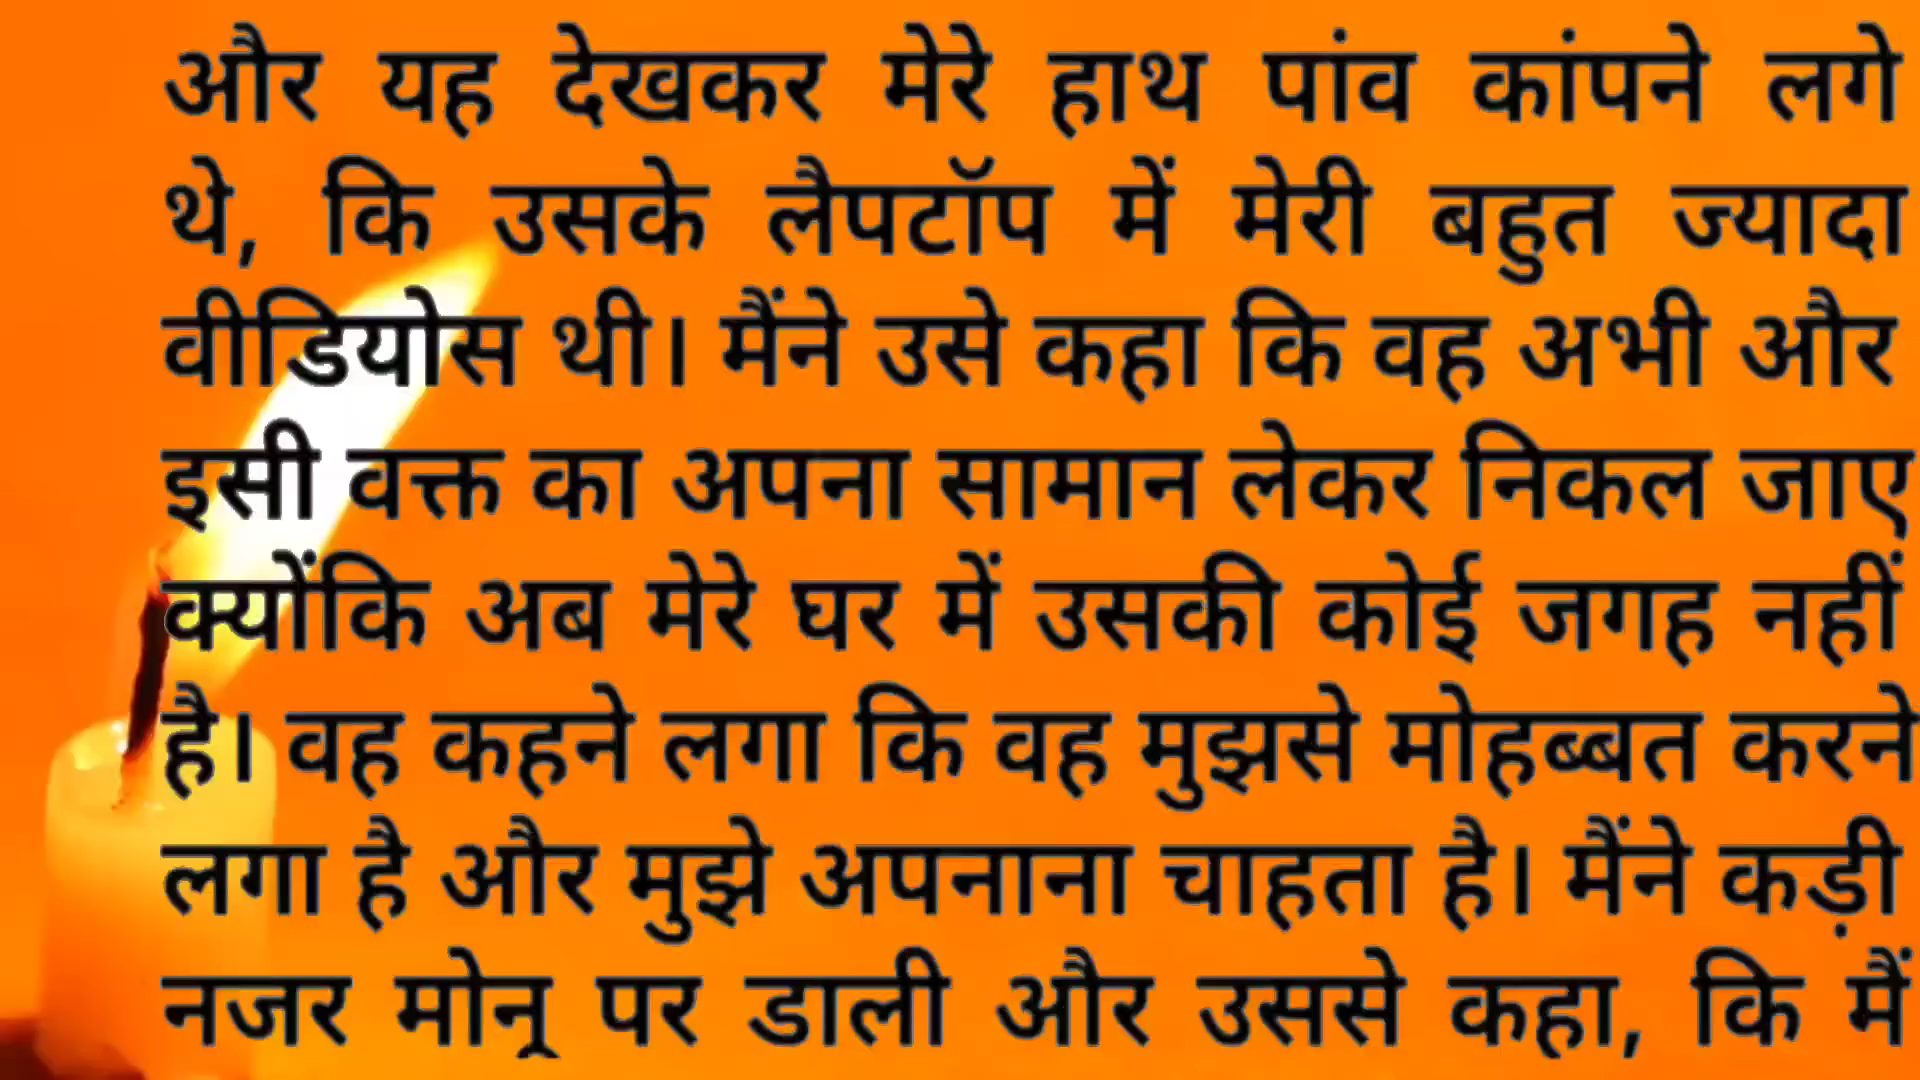 और यह देखकर मेरे हाथ पांव कांपने लगे
थे, कि उसके लैपटॉप में मेरी बहुत ज्यादा
वीडियोस थी। मैंने उसे कहा कि वह अभी और
इसी वक्त का अपना सामान लेकर निकल जाए
क्योंकि अब मेरे घर में उसकी कोई जगह नहीं
है। वह कहने लगा कि वह मुझसे मोहब्बत करने
लगा है और मुझे अपनाना चाहता है। मैंने कड़ी
नजर मोनू पर डाली और उससे कहा, कि मैं